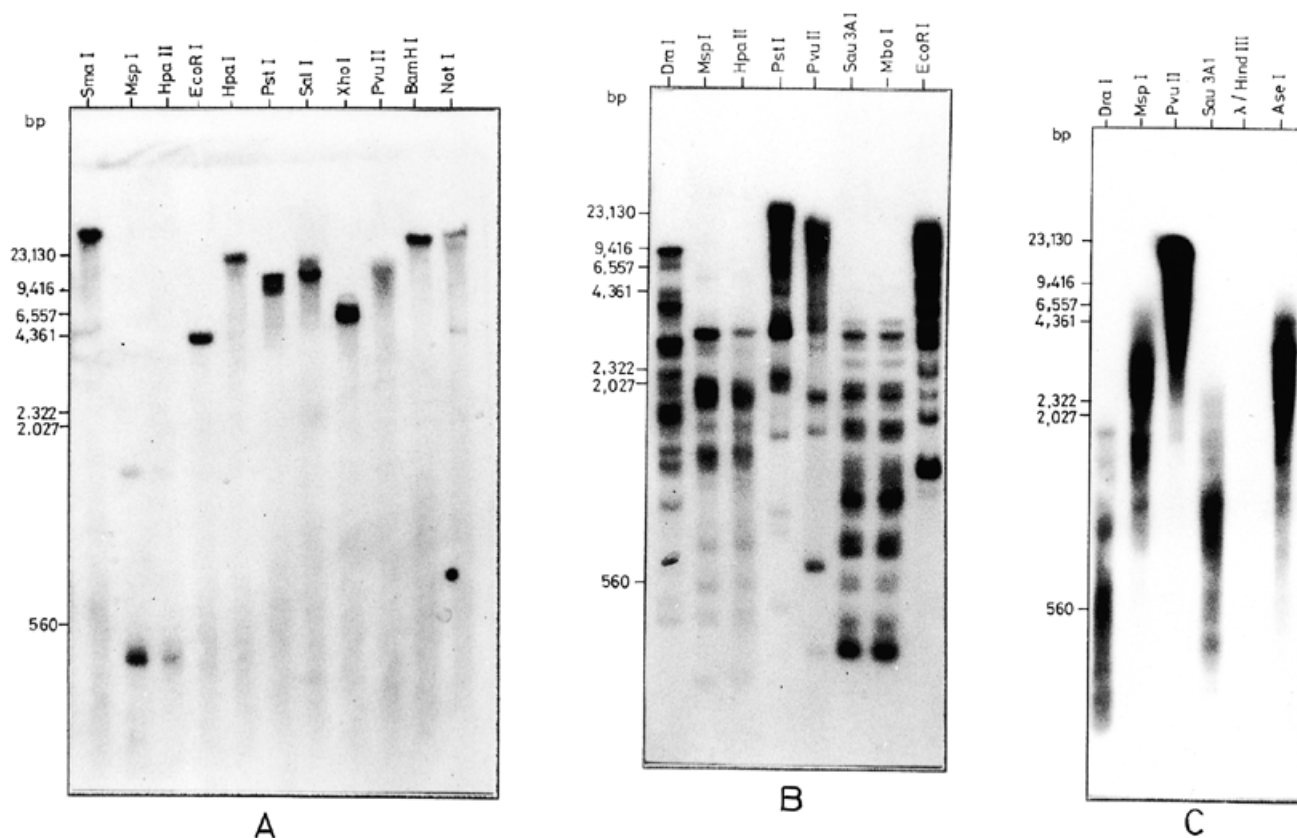 Sma I
Msp I
Hpa II
EcoR I
Hpa I
Pst I
Sal I
Xho I
Pvu II
BamH I
Not I
bp
23,130
9,416
6,557
4,361
2.322
2.027
560
A
Dra I
Msp I
Hpa II
Pst I
Pvu II
Sau 3A I
Mbo I
EcoR I
bp
23,130
9,416
6,557
4,361
2,322
2,027
560
B
Dra I
Msp I
Pvu II
Sau 3A1
λ / Hind III
Ase I
bp
23,130
9,416
6,557
4,361
2,322
2,027
560
C